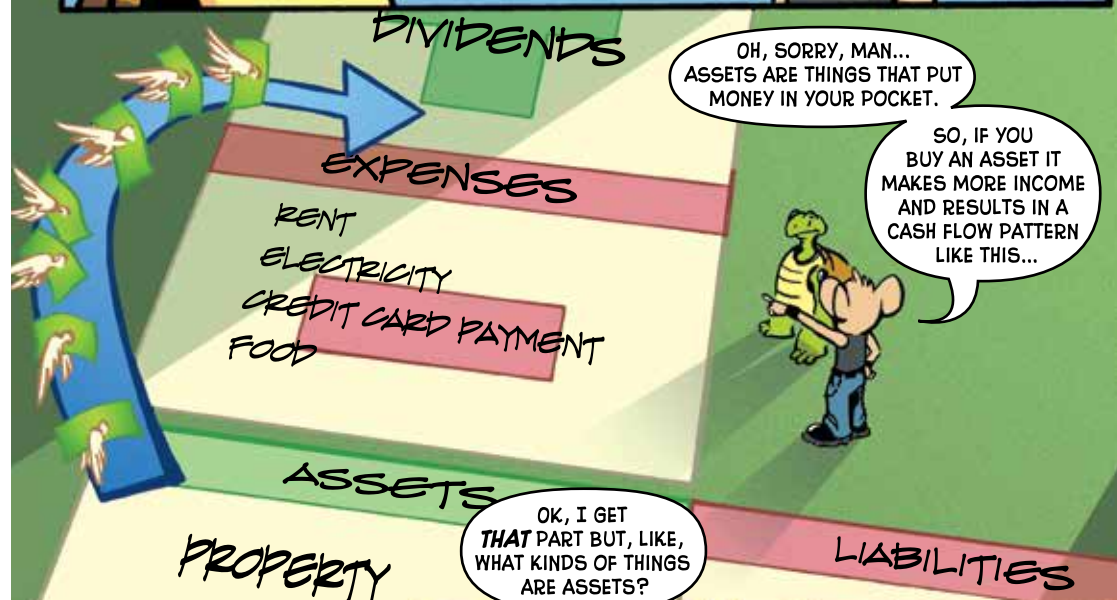 DIVIDENDS
OH, SORRY, MAN...
ASSETS ARE THINGS THAT PUT
MONEY IN YOUR POCKET.
SO, IF YOU
BUY AN ASSET IT
MAKES MORE INCOME
AND RESULTS IN A
CASH FLOW PATTERN
LIKE THIS...
EXPENSES
RENT
ELECTRICITY
CREDIT CARD PAYMENT
FOOD
ASSETS
PROPERTY
OK, I GET
THAT PART BUT, LIKE,
WHAT KINDS OF THINGS
ARE ASSETS?
LIABILITIES